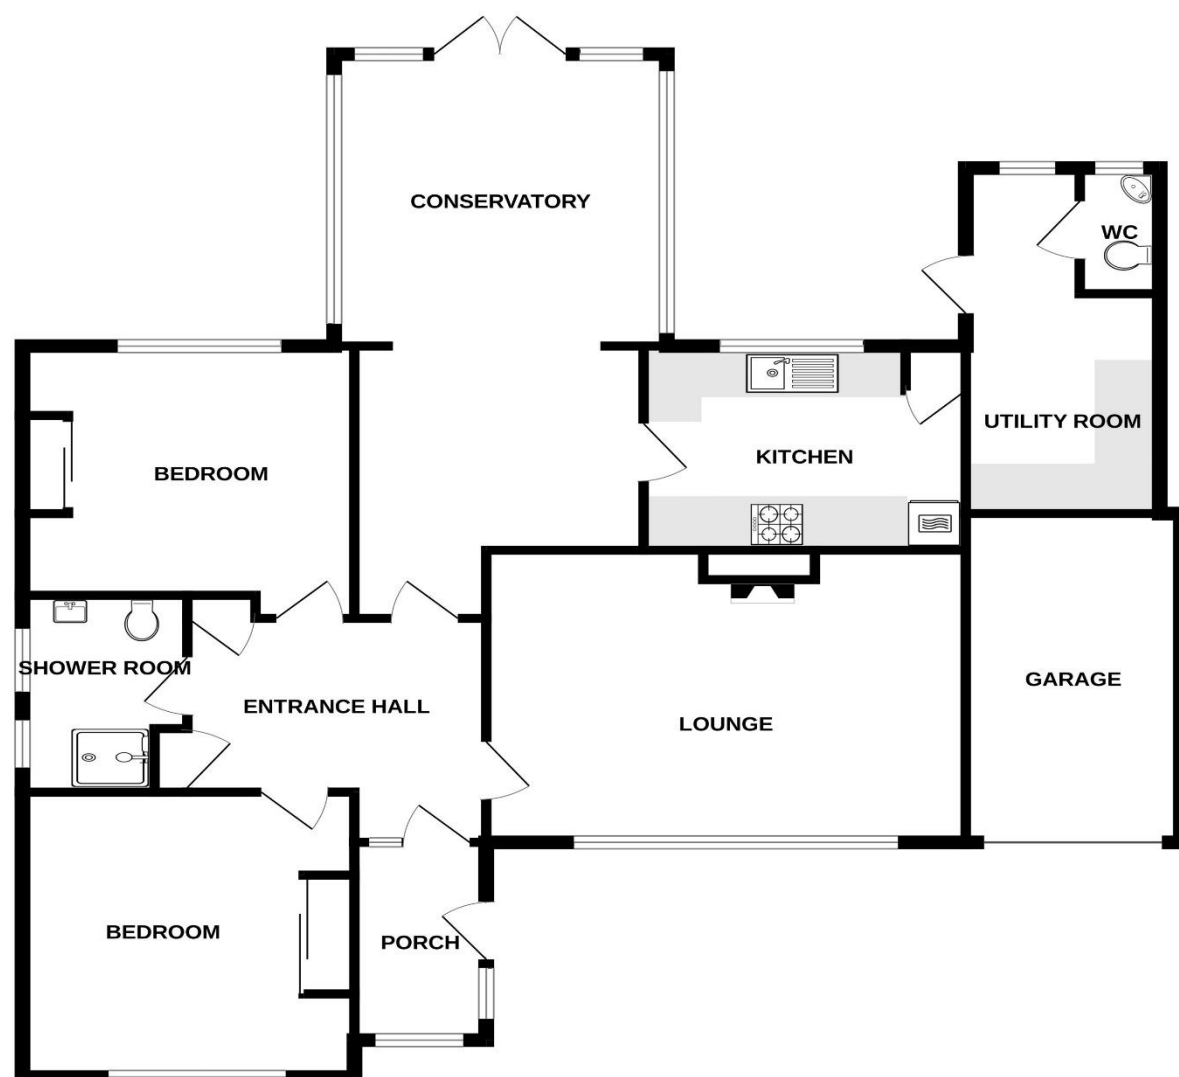 CONSERVATORY
WC
UTILITY ROOM
KITCHEN
BEDROOM
SHOWER ROOM
ENTRANCE HALL
LOUNGE
GARAGE
BEDROOM
PORCH